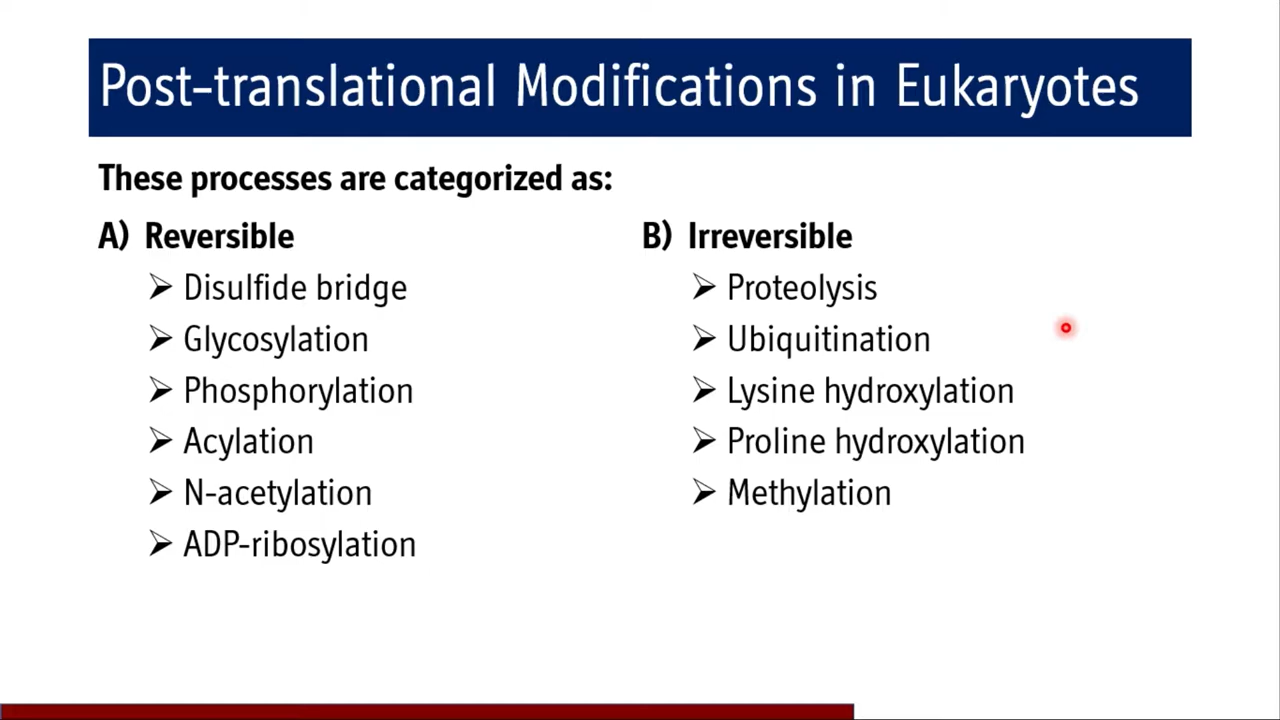 Post-translational Modifications in Eukaryotes
These processes are categorized as:
A) Reversible
➢ Disulfide bridge
➢ Glycosylation
➢ Phosphorylation
➢ Acylation
➢ N-acetylation
➢ ADP-ribosylation
B) Irreversible
➢ Proteolysis
➢ Ubiquitination
➢ Lysine hydroxylation
➢ Proline hydroxylation
➢ Methylation